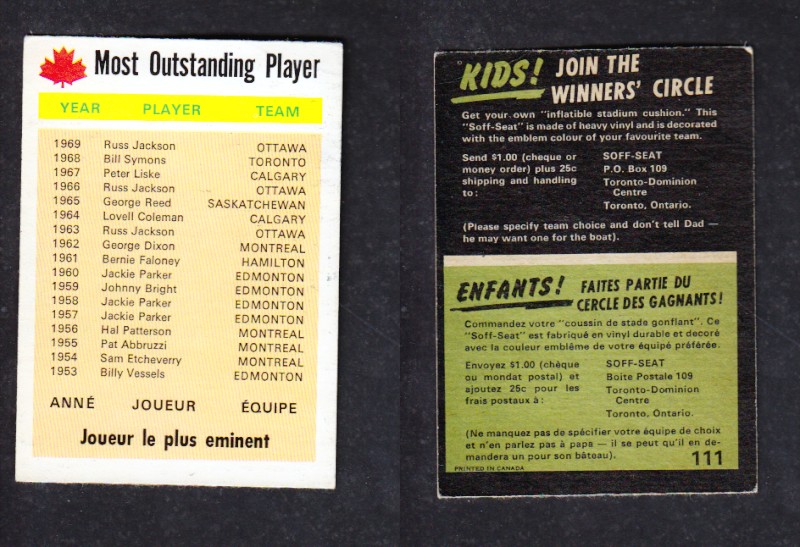 Most Outstanding Player
YEAR PLAYER TEAM
1969 Russ Jackson OTTAWA
1968 Bill Symons TORONTO
1967 Peter Liske CALGARY
1966 Russ Jackson OTTAWA
1965 George Reed SASKATCHEWAN
1964 Lovell Coleman CALGARY
1963 Russ Jackson OTTAWA
1962 George Dixon MONTREAL
1961 Bernie Faloney HAMILTON
1960 Jackie Parker EDMONTON
1959 Johnny Bright EDMONTON
1958 Jackie Parker EDMONTON
1957 Jackie Parker EDMONTON
1956 Hal Patterson MONTREAL
1955 Pat Abbruzzi MONTREAL
1954 Sam Etcheverry MONTREAL
1953 Billy Vessels EDMONTON
ANNÉ JOUEUR ÉQUIPE
Joueur le plus eminent
KIDS! JOIN THE
WINNERS' CIRCLE
Get your own "inflatible stadium cushion." This
"Soff-Seat" is made of heavy vinyl and is decorated
with the emblem colour of your favourite team.
Send $1.00 (cheque or
money order) plus 25c
shipping and handling
to:
SOFF-SEAT
P.O. Box 109
Toronto-Dominion
Centre
Toronto, Ontario.
(Please specify team choice and don't tell Dad —
he may want one for the boat).
ENFANTS! FAITES PARTIE DU
CERCLE DES GAGNANTS!
Commandez votre "coussin de stade gonflant". Ce
"Soff-Seat" est fabriqué en vinyl durable et decoré
avec la couleur emblême de votre équipé préférée.
Envoyez $1.00 (chèque
ou mondat postal) et
ajoutez 25c pour les
frais postaux à:
SOFF-SEAT
Boite Postale 109
Toronto-Dominion
Centre
Toronto, Ontario.
(Ne manquez pas de spécifier votre équipe de choix
et n'en parlez pas à papa — il se peut qu'il en de-
mandera un pour son bâteau).
PRINTED IN CANADA 111